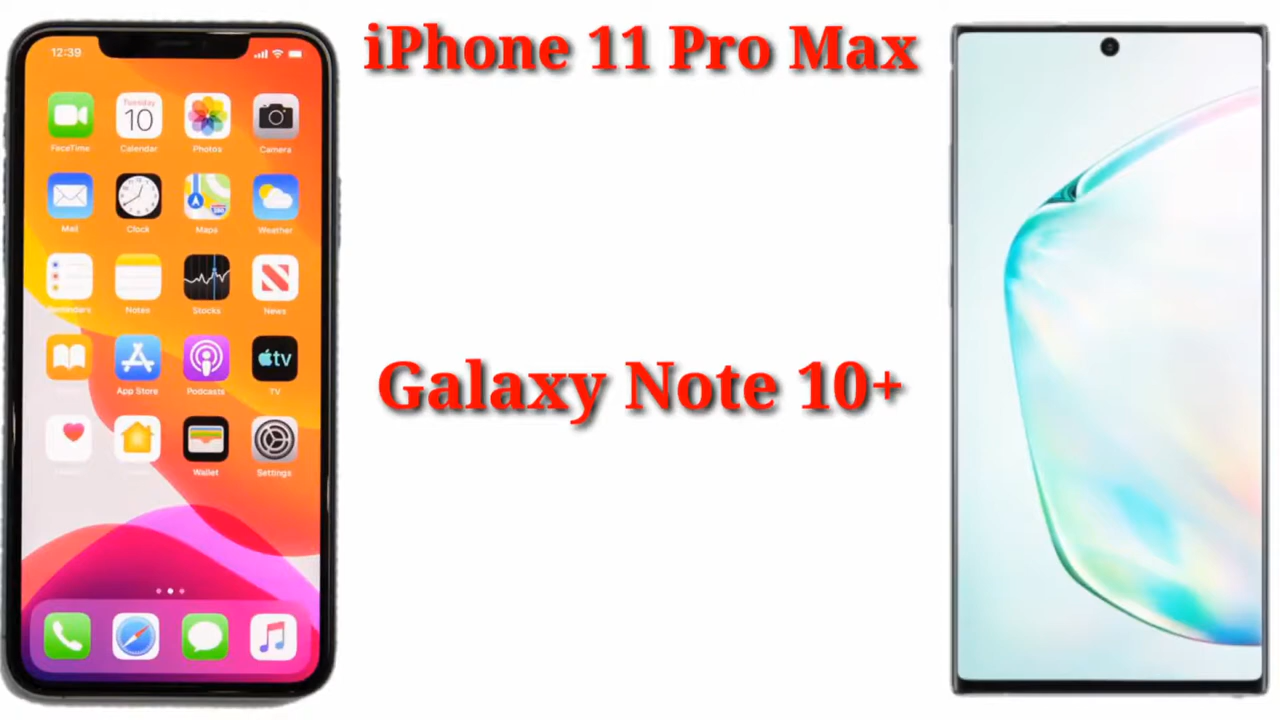 iPhone 11 Pro Max
12:39
FaceTime
Tuesday
10
Calendar
Photos
Camera
Mail
Clock
Maps
Weather
Reminders
Notes
Stocks
News
App Store
Podcasts
tv
TV
Wallet
Settings
Galaxy Note 10+